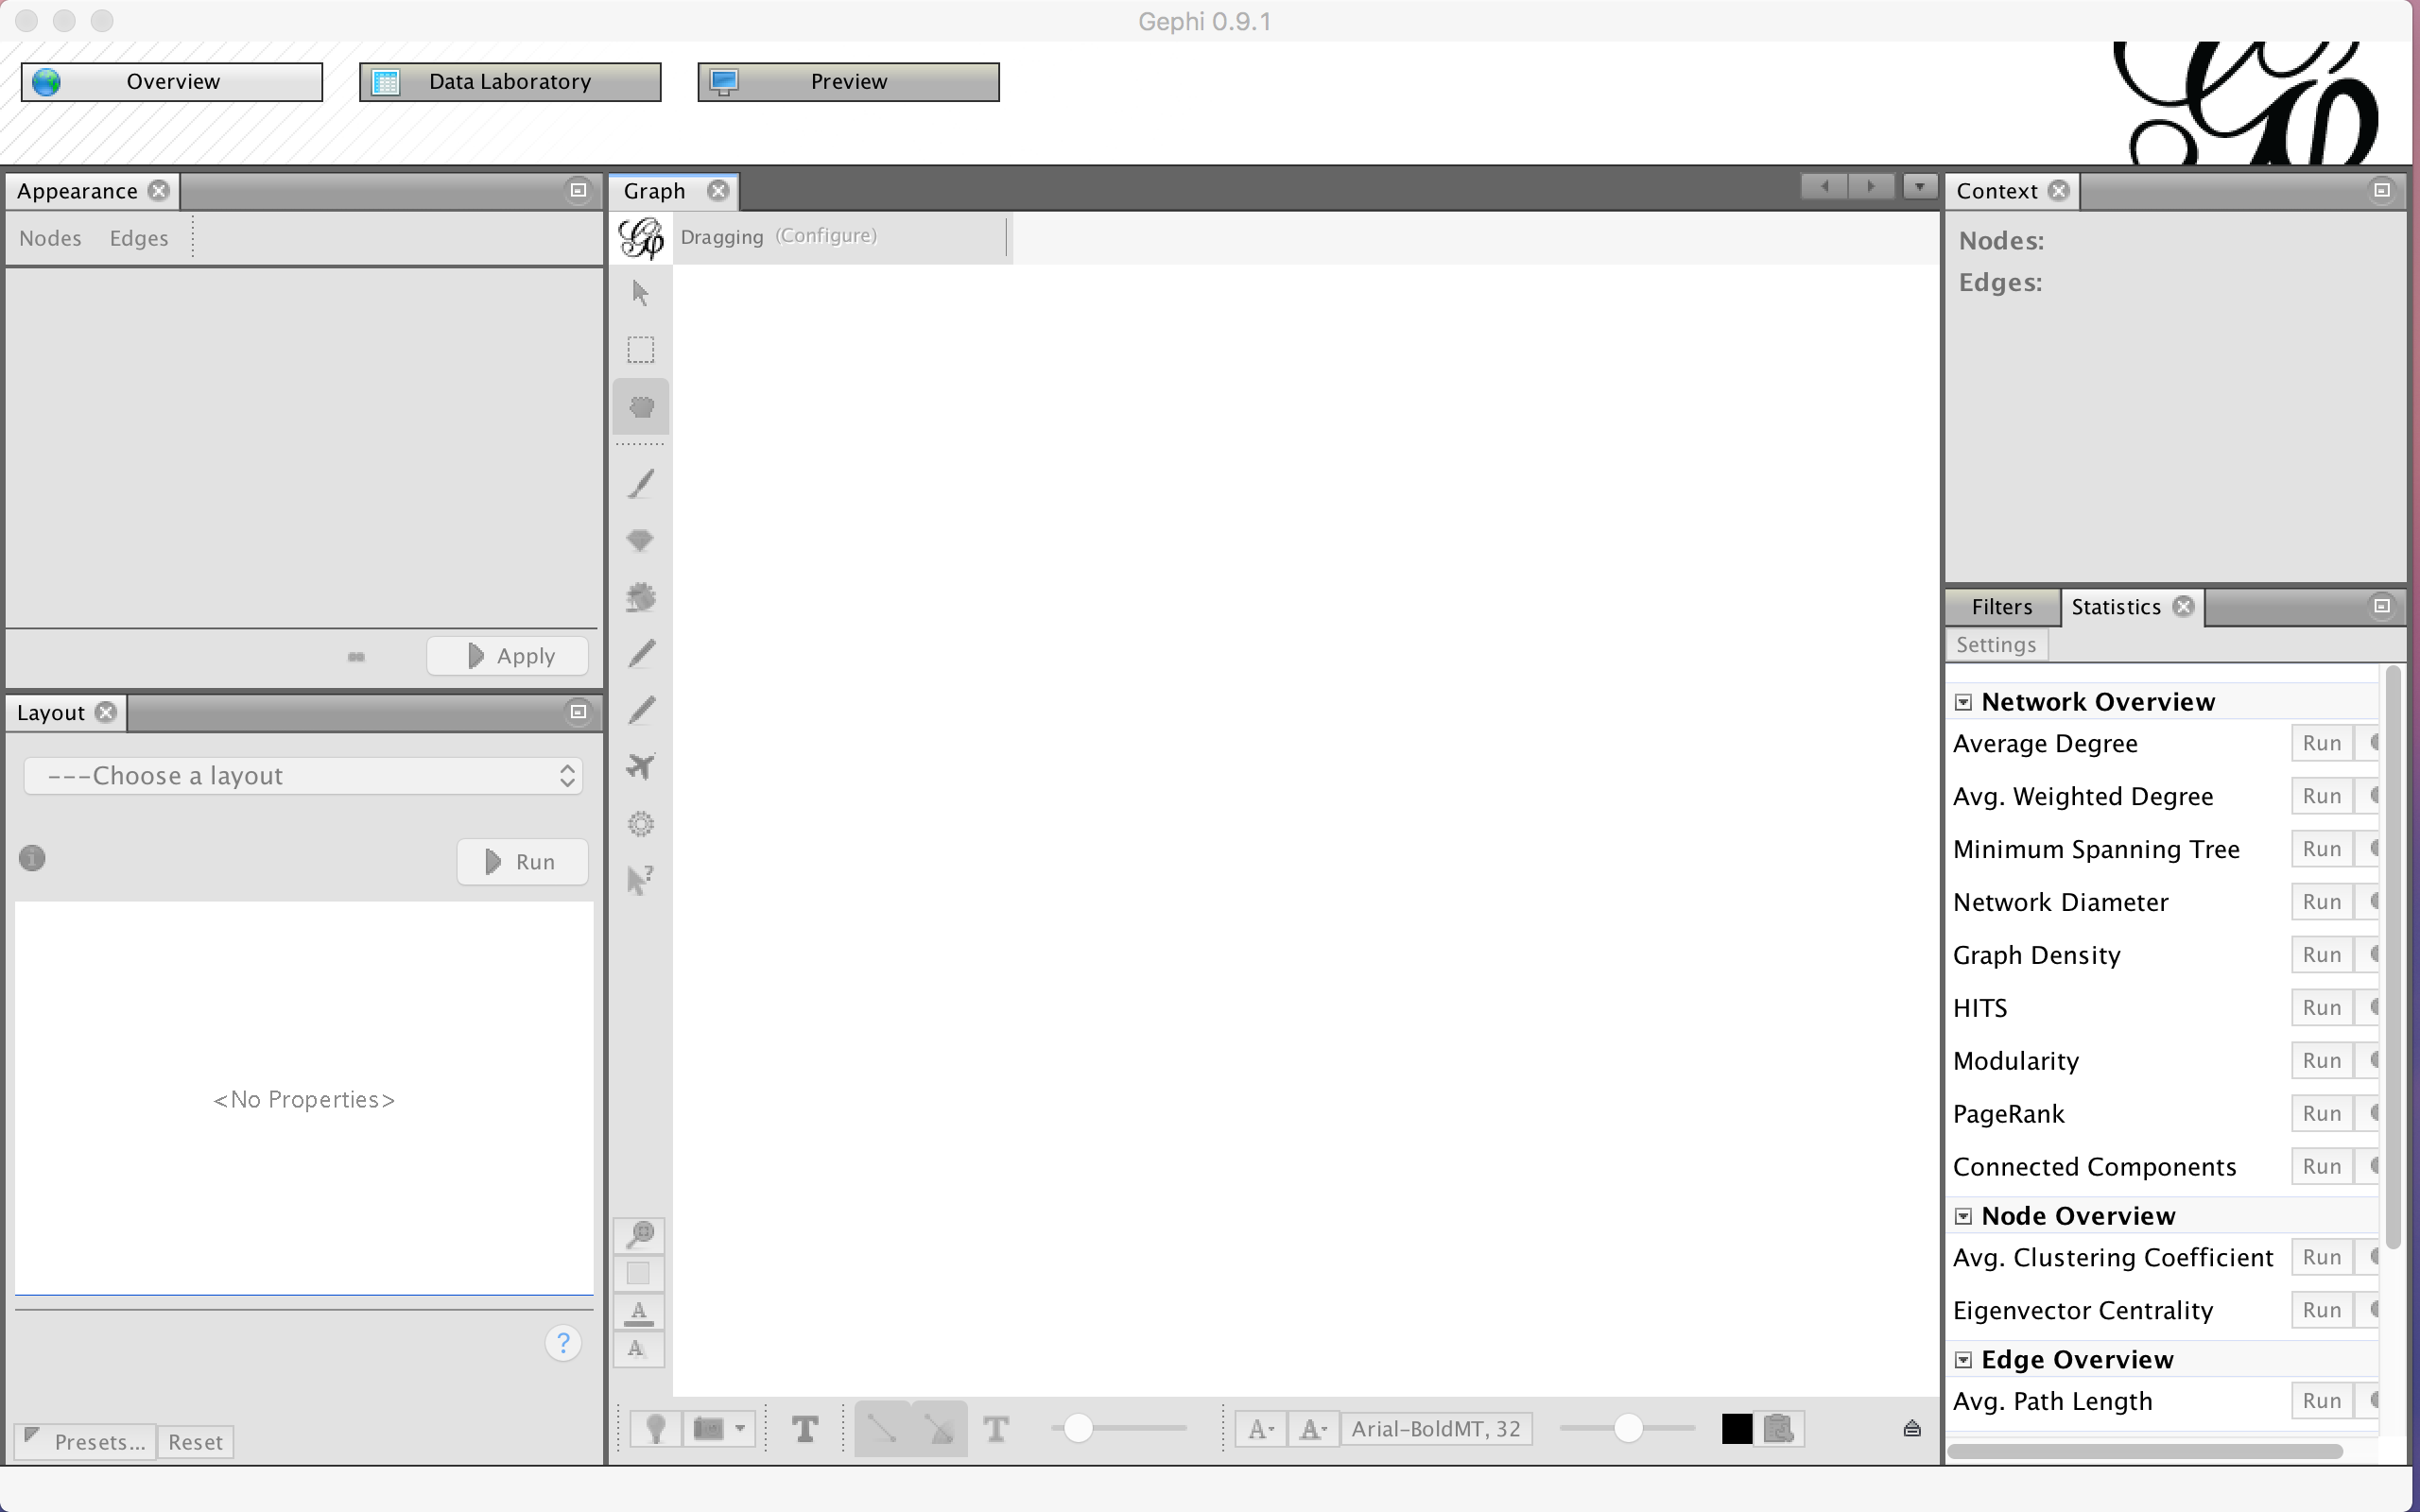 Gephi 0.9.1
Overview
Data Laboratory
Preview
Appearance
Nodes Edges
Apply
Layout
---Choose a layout
Run
<No Properties>
?
Presets... Reset
Graph
Dragging (Configure)
?
A
A
T
T
A
A
Arial-BoldMT, 32
Context
Nodes:
Edges:
Filters Statistics
Settings
Network Overview
Average Degree Run
Avg. Weighted Degree Run
Minimum Spanning Tree Run
Network Diameter Run
Graph Density Run
HITS Run
Modularity Run
PageRank Run
Connected Components Run
Node Overview
Avg. Clustering Coefficient Run
Eigenvector Centrality Run
Edge Overview
Avg. Path Length Run